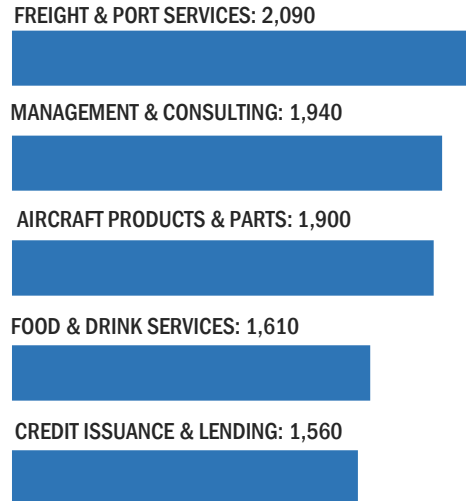 FREIGHT & PORT SERVICES: 2,090
MANAGEMENT & CONSULTING: 1,940
AIRCRAFT PRODUCTS & PARTS: 1,900
FOOD & DRINK SERVICES: 1,610
CREDIT ISSUANCE & LENDING: 1,560